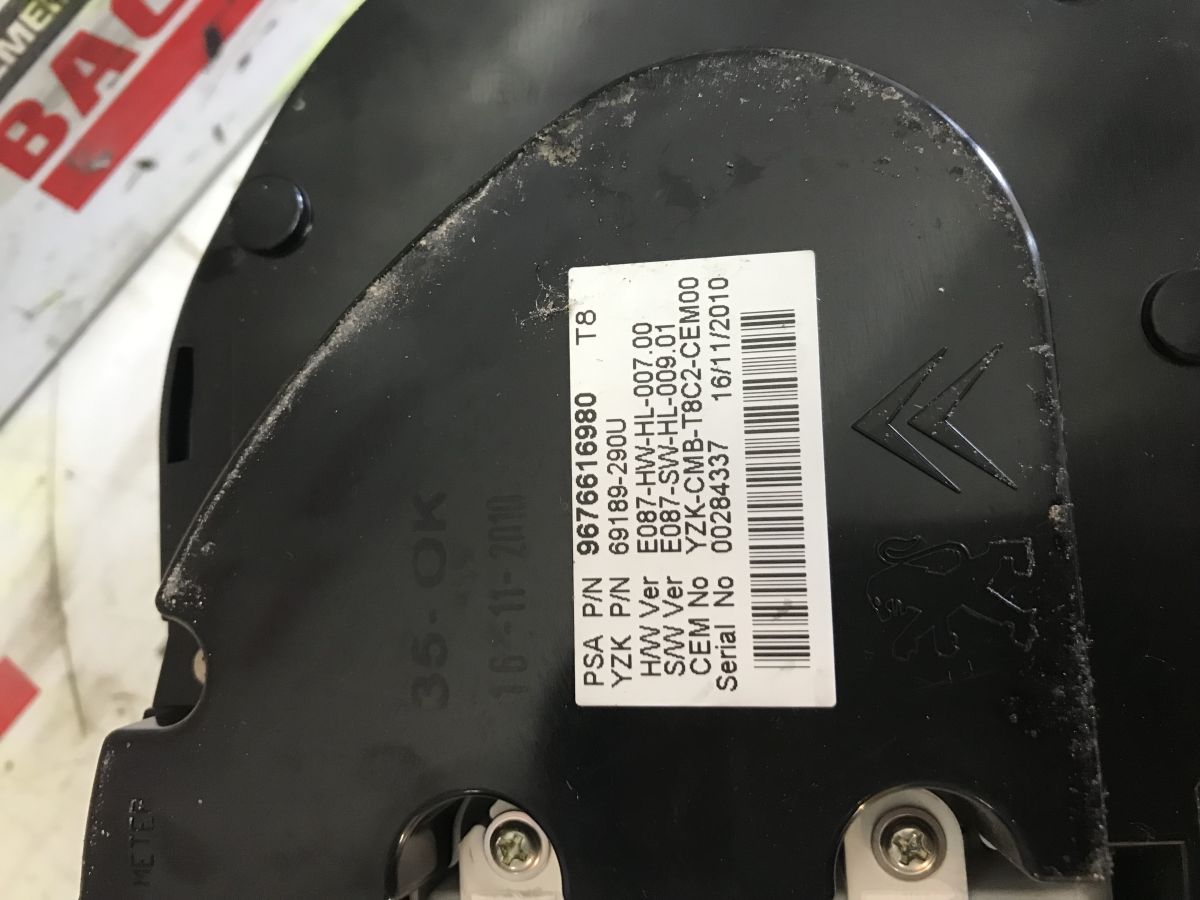 PSA P/N 9676616980 T8
YZK P/N 69189-290U
H/W Ver E087-HW-HL-007.00
S/W Ver E087-SW-HL-009.01
CEM No YZK-CMB-T8C2-CEM00
Serial No 00284337 16/11/2010
35-OK
16-11-2010
METER